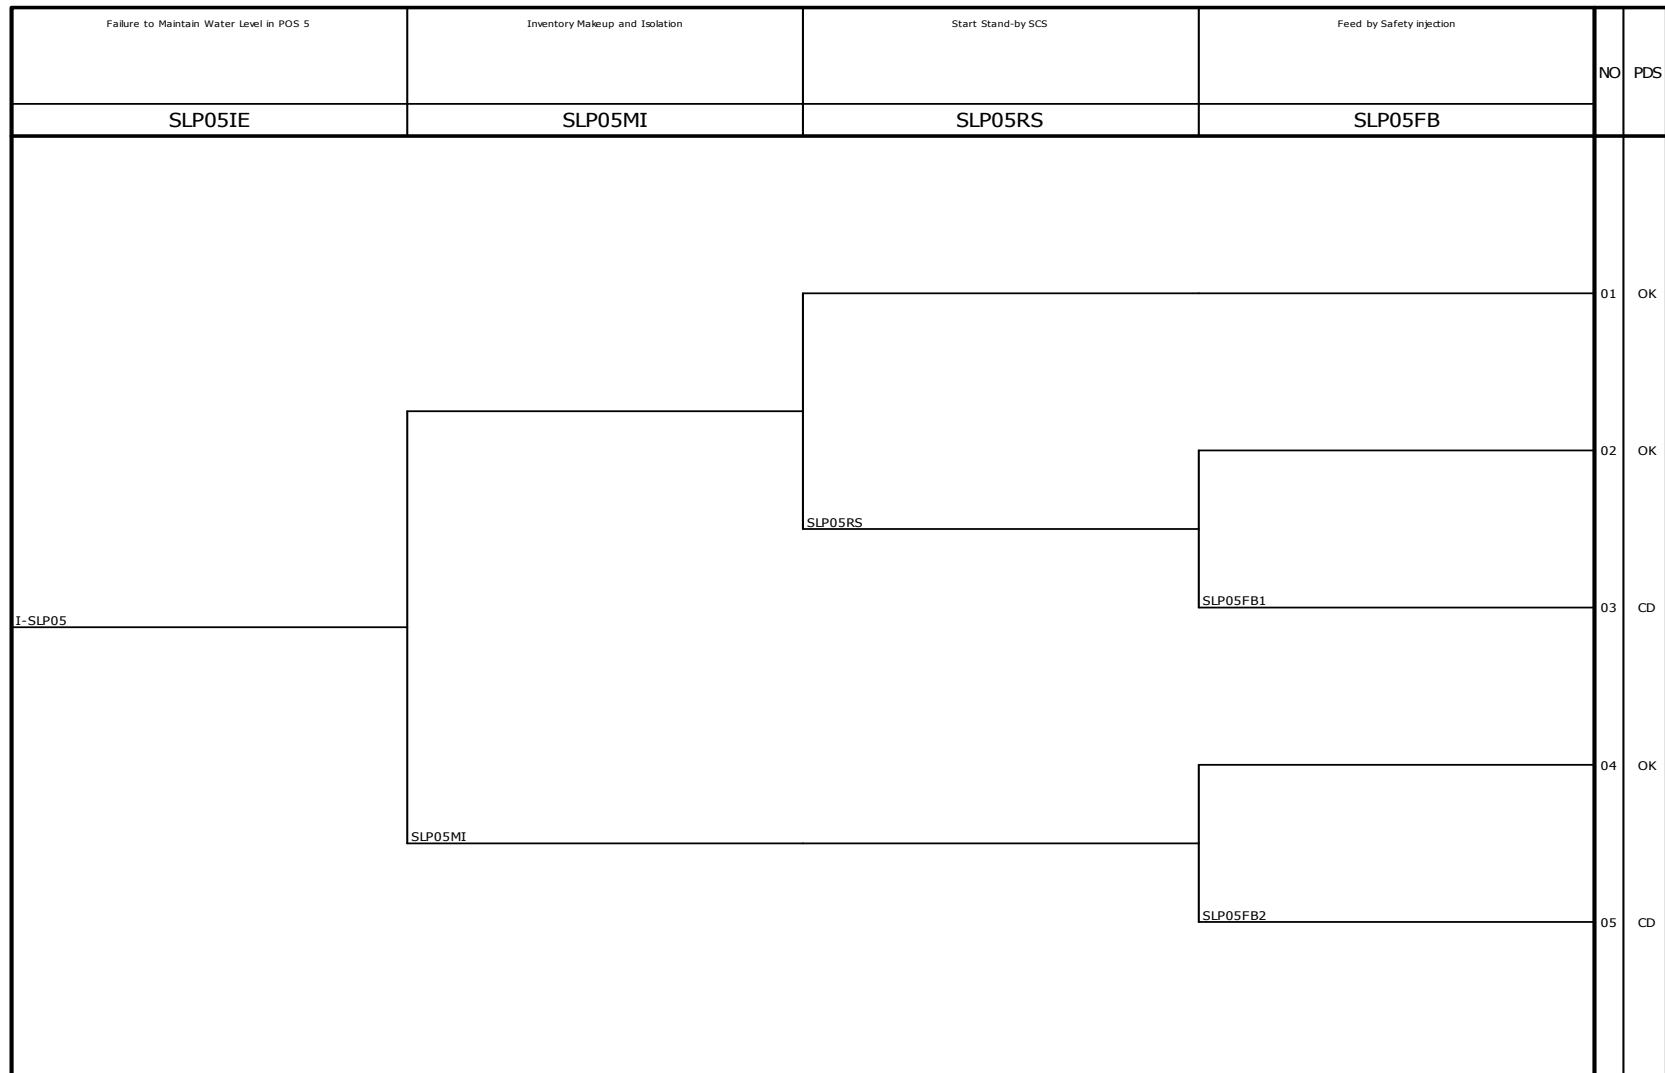 Failure to Maintain Water Level in POS 5
Inventory Makeup and Isolation
Start Stand-by SCS
Feed by Safety injection
NO
PDS
SLP05IE
SLP05MI
SLP05RS
SLP05FB
01 OK
02 OK
SLP05RS
SLP05FB1
03 CD
I-SLP05
04 OK
SLP05MI
SLP05FB2
05 CD